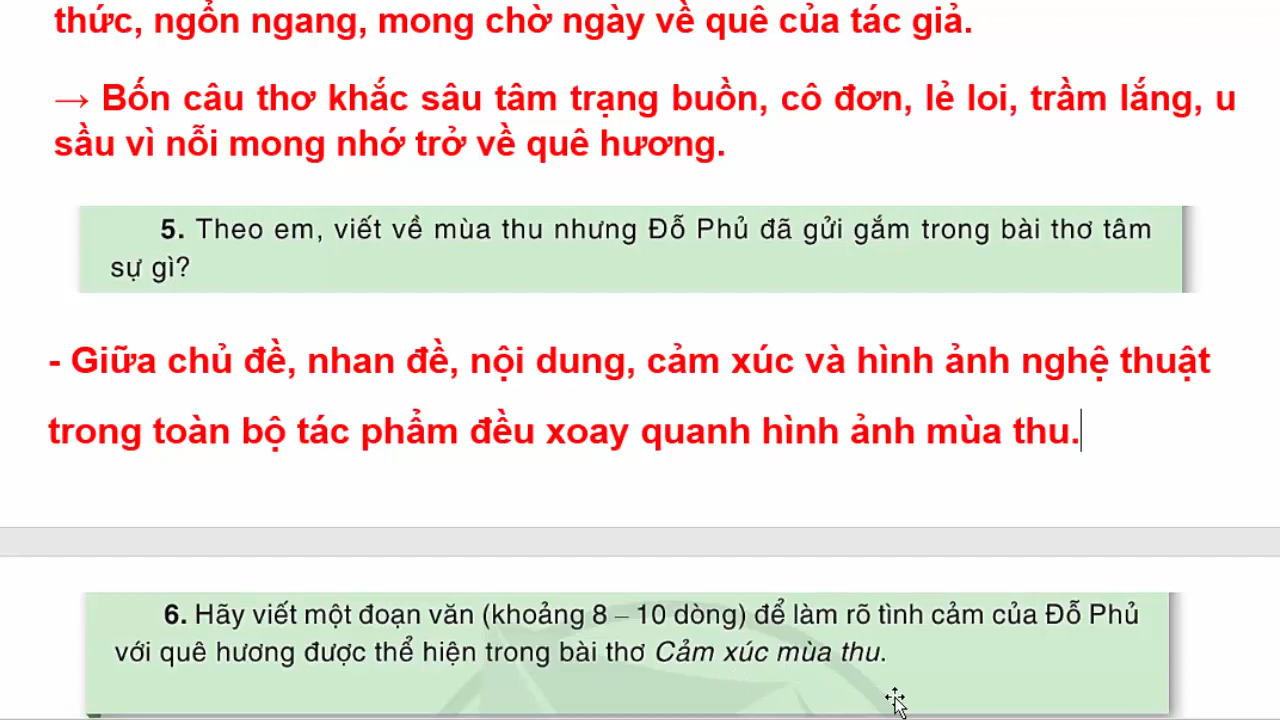 thức, ngổn ngang, mong chờ ngày về quê của tác giả.
→ Bốn câu thơ khắc sâu tâm trạng buồn, cô đơn, lẻ loi, trầm lắng, u
sầu vì nỗi mong nhớ trở về quê hương.
5. Theo em, viết về mùa thu nhưng Đỗ Phủ đã gửi gắm trong bài thơ tâm
sự gì?
- Giữa chủ đề, nhan đề, nội dung, cảm xúc và hình ảnh nghệ thuật
trong toàn bộ tác phẩm đều xoay quanh hình ảnh mùa thu.
6. Hãy viết một đoạn văn (khoảng 8 – 10 dòng) để làm rõ tình cảm của Đỗ Phủ
với quê hương được thể hiện trong bài thơ Cảm xúc mùa thu.